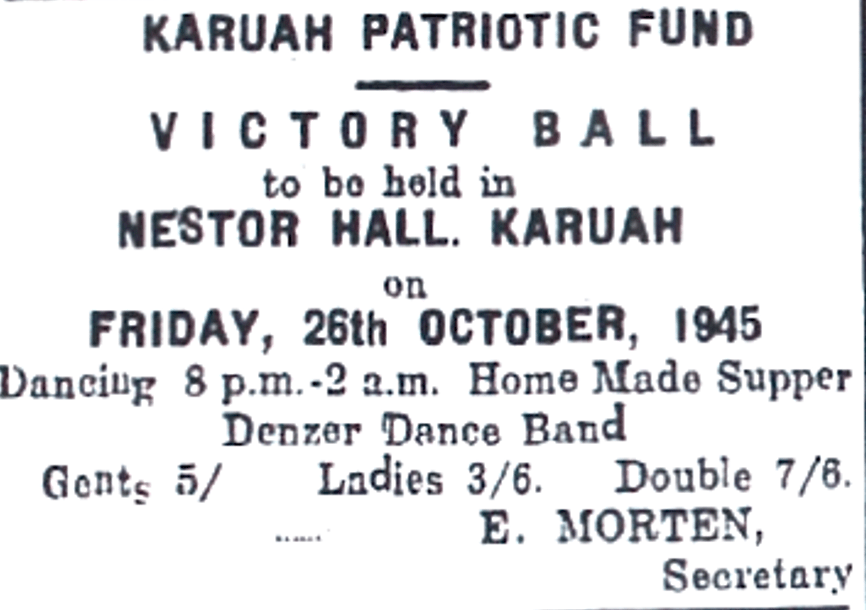 KARUAH PATRIOTIC FUND
VICTORY BALL
to be held in
NESTOR HALL. KARUAH
on
FRIDAY, 26th OCTOBER, 1945
Dancing 8 p.m.-2 a.m. Home Made Supper
Denzer Dance Band
Gents 5/ Ladies 3/6. Double 7/6.
...... E. MORTEN,
Secretary